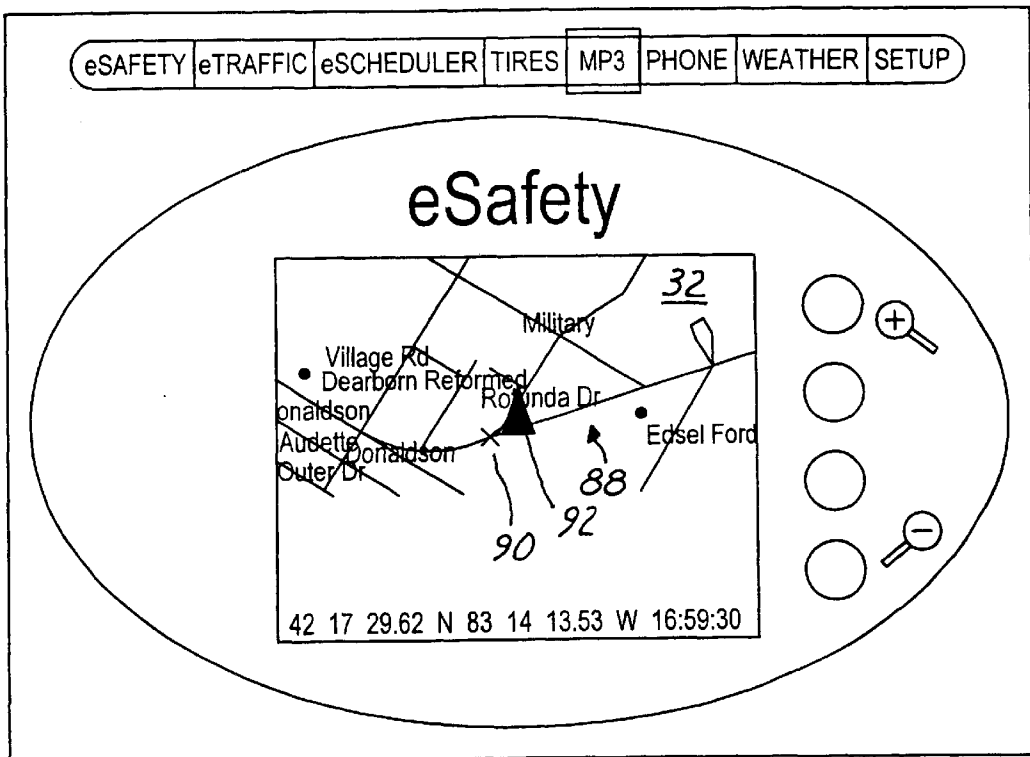 eSAFETY eTRAFFIC eSCHEDULER TIRES MP3 PHONE WEATHER SETUP
eSafety
32
Military
Village Rd
Dearborn Reformed
Rotunda Dr
onaldson
Edsel Ford
Audette
Donaldson
Outer Dr
88
92
90
42 17 29.62 N 83 14 13.53 W 16:59:30